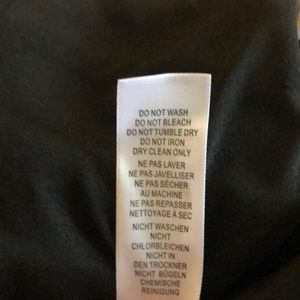 DO NOT WASH
DO NOT BLEACH
DO NOT TUMBLE DRY
DO NOT IRON
DRY CLEAN ONLY
NE PAS LAVER
NE PAS JAVELLISER
NE PAS SÉCHER
AU MACHINE
NE PAS REPASSER
NETTOYAGE À SEC
NICHT WASCHEN
NICHT
CHLORBLEICHEN
NICHT IN
DEN TROCKNER
NICHT BÜGELN
CHEMISCHE
REINIGUNG